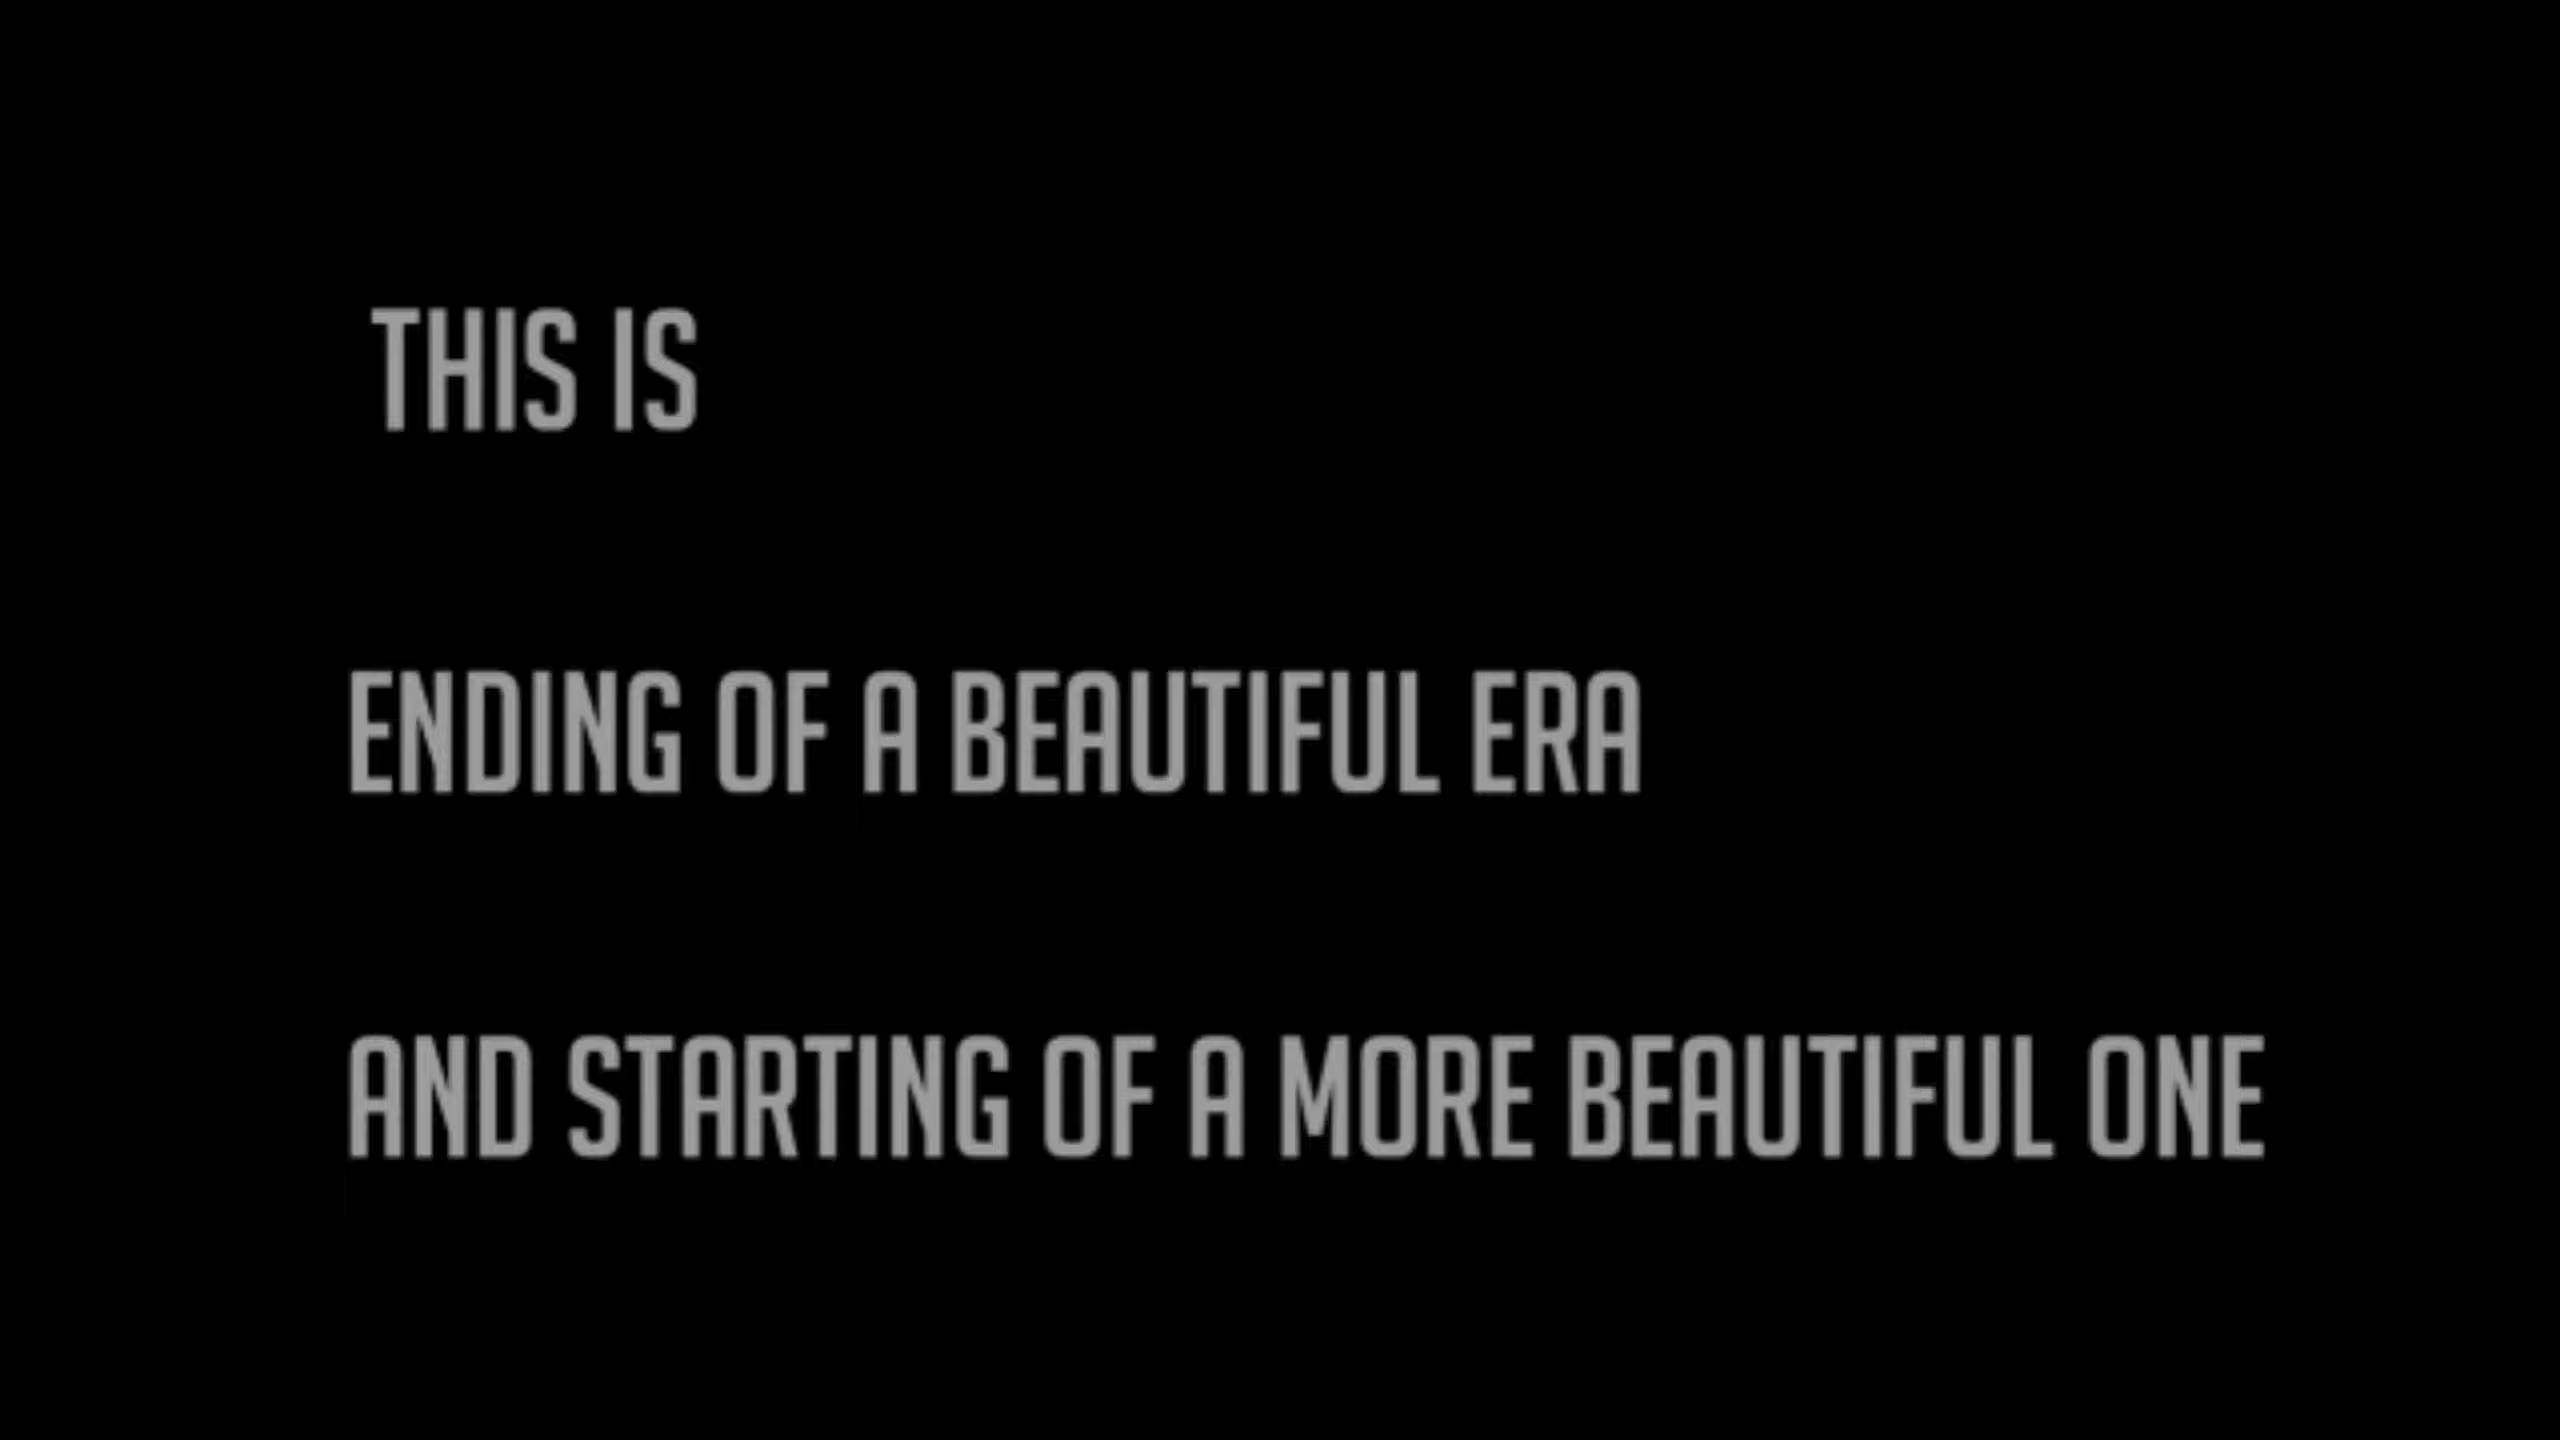 THIS IS
ENDING OF A BEAUTIFUL ERA
AND STARTING OF A MORE BEAUTIFUL ONE